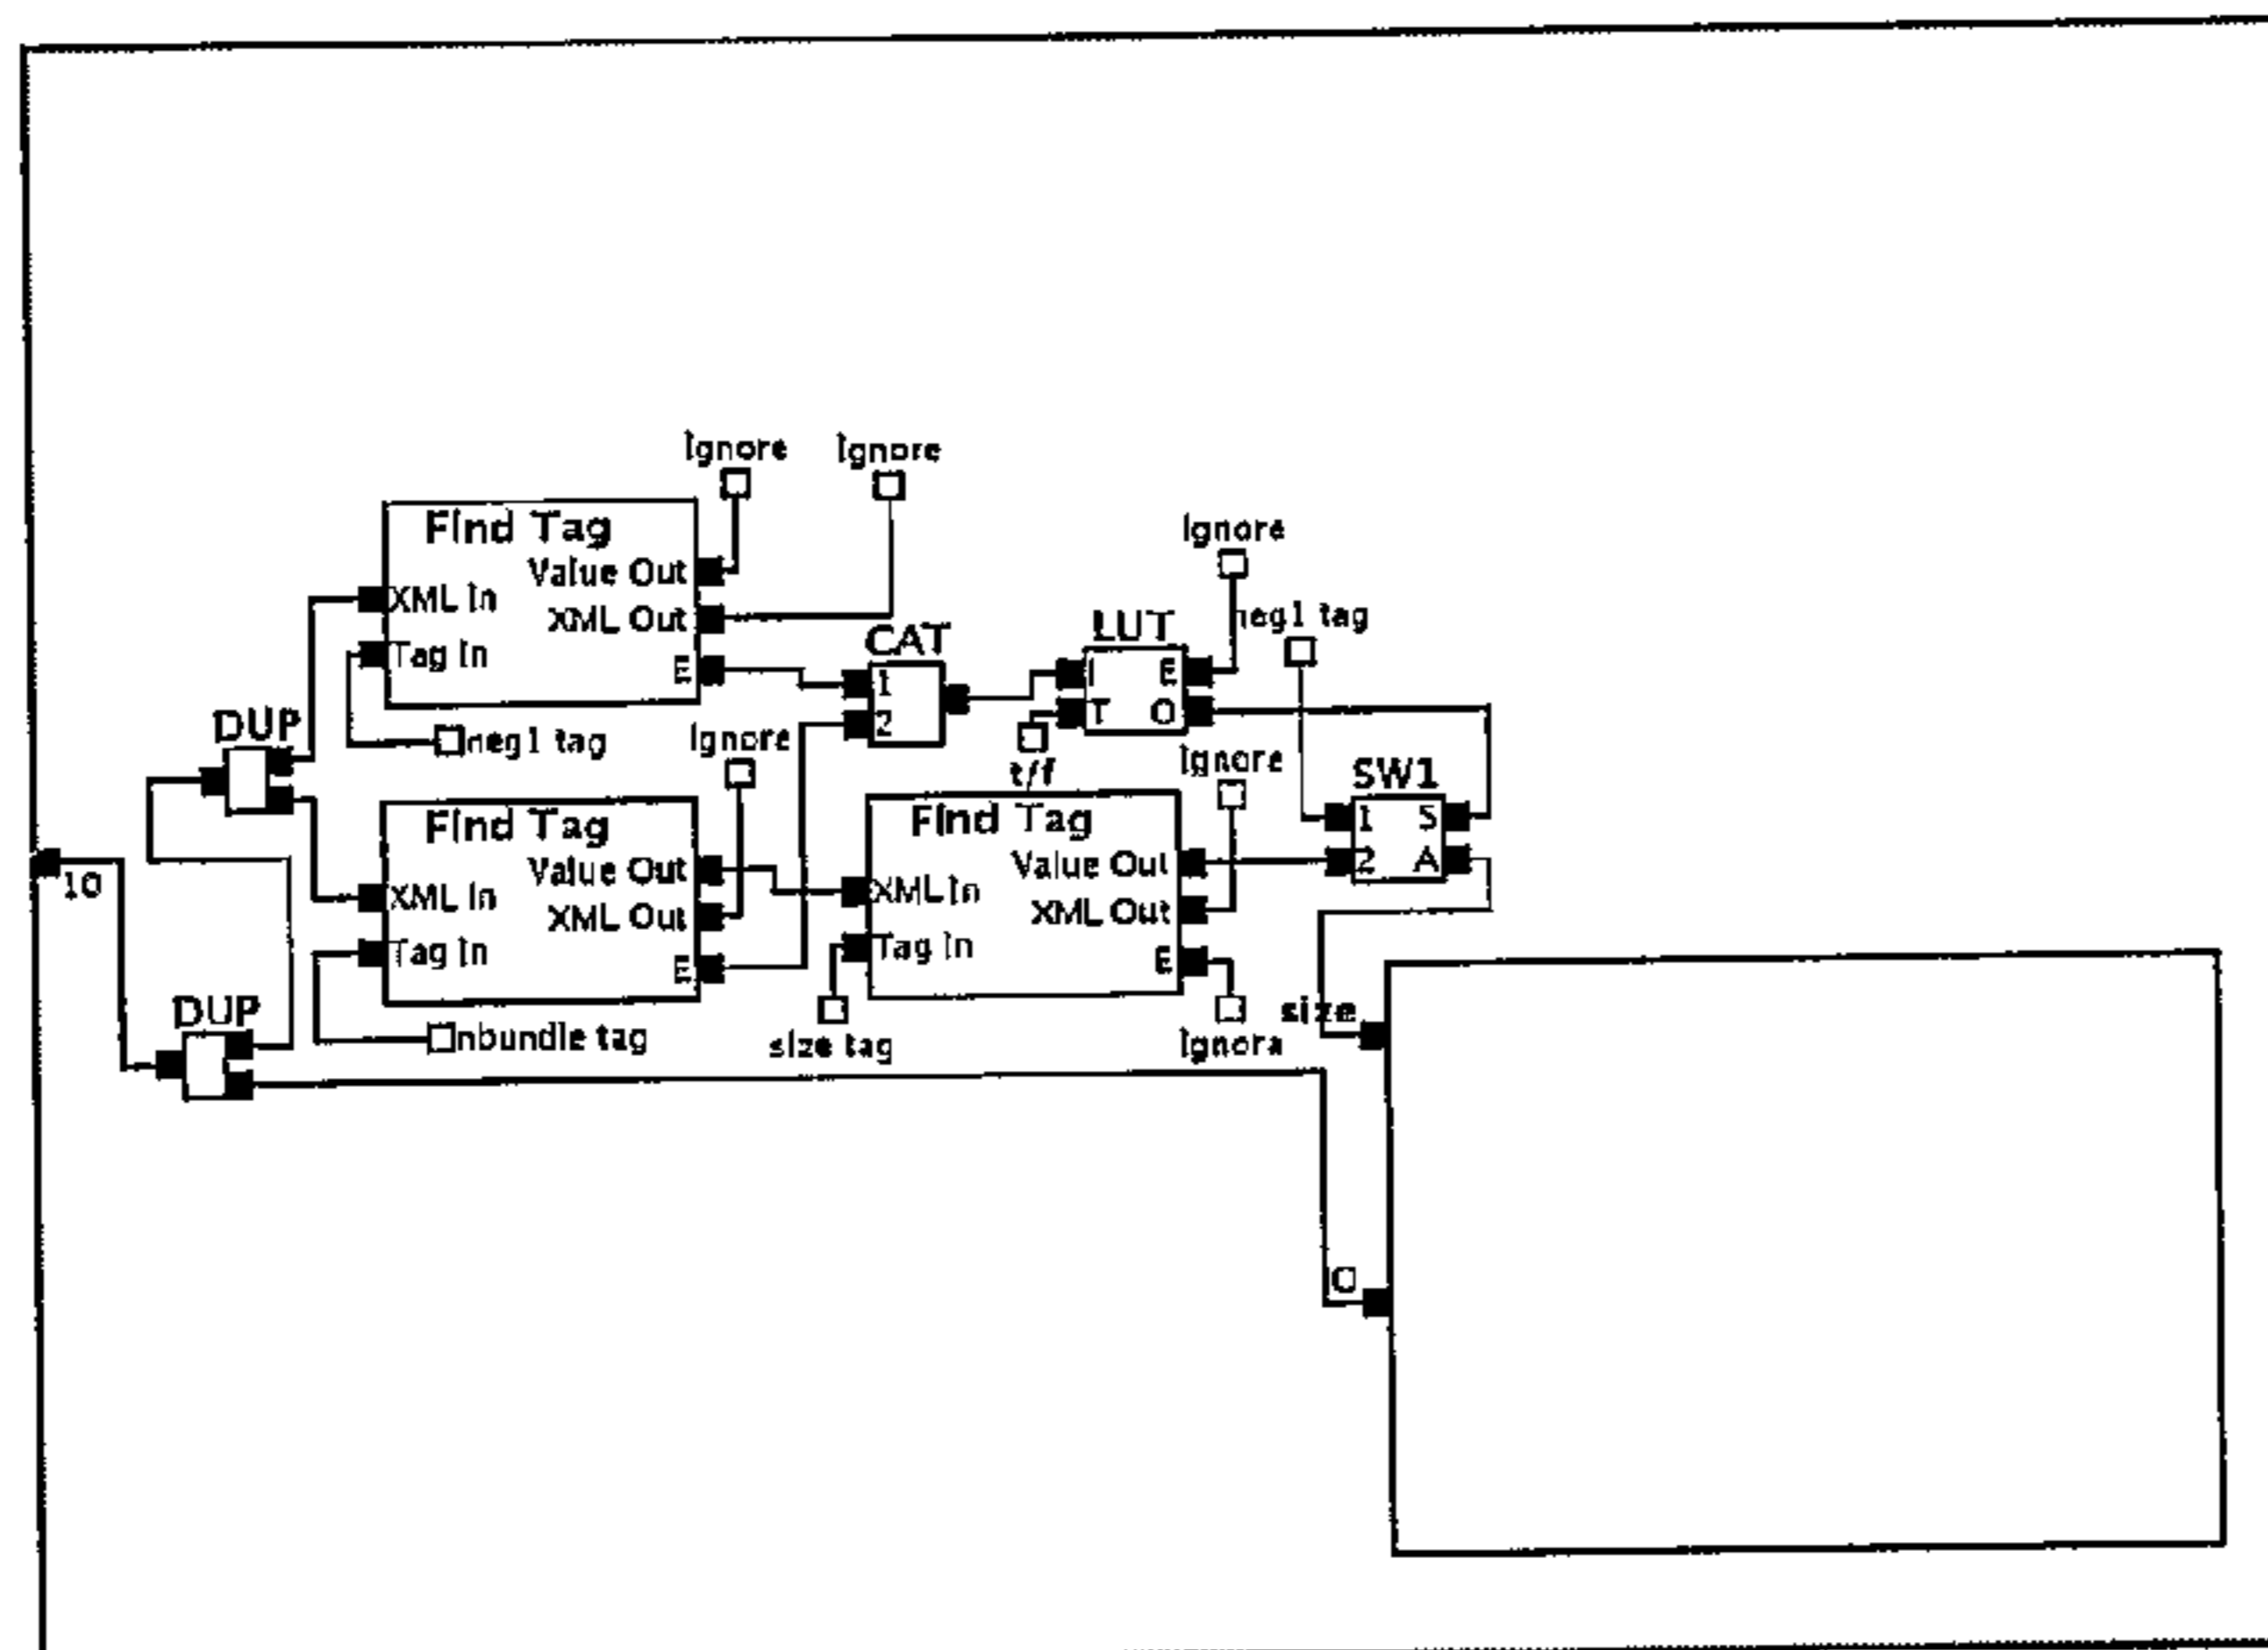 Ignore
Ignore
Find Tag
Value Out
XML In
XML Out
Tag In
E
neg1 tag
Ignore
CAT
1
2
LUT
I
E
T
O
t/f
Ignore
neg1 tag
DUP
Find Tag
Value Out
XML In
XML Out
Tag In
E
nbundle tag
Ignore
Find Tag
Value Out
XML In
XML Out
Tag In
E
size tag
Ignore
Ignora
SW1
1
S
2
A
10
DUP
size